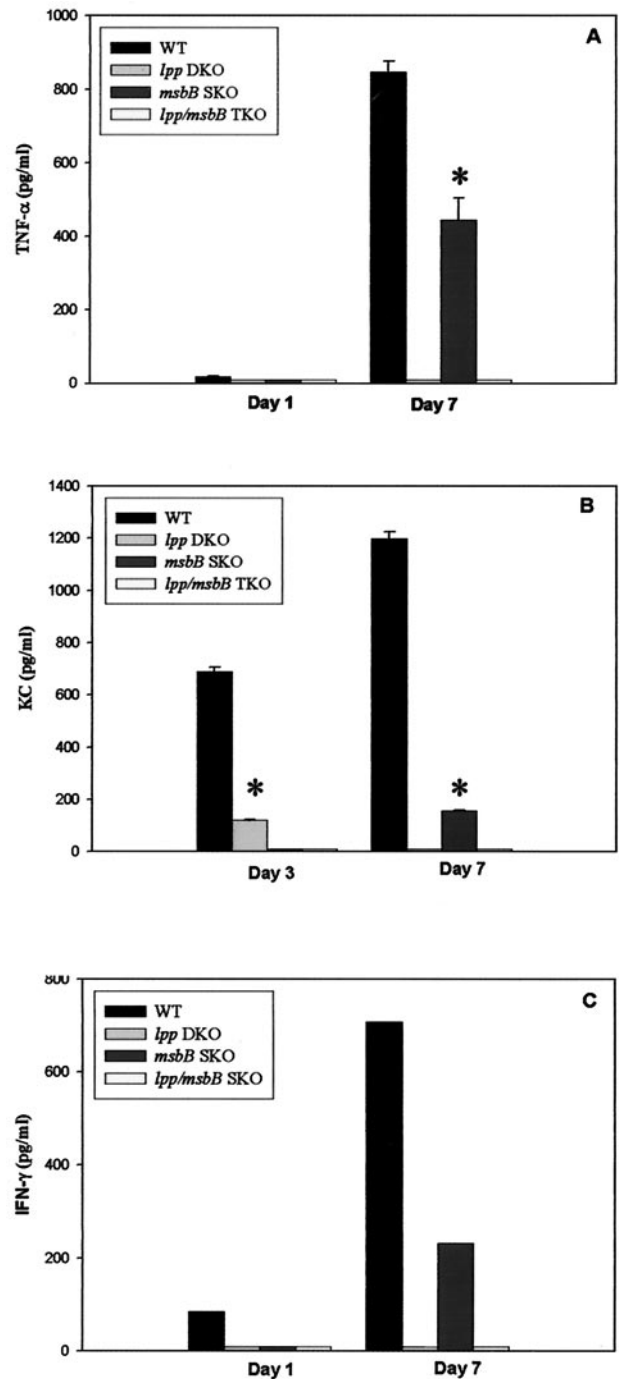 A
1000
WT
lpp DKO
msbB SKO
lpp/msbB TKO
800
600
400
200
0
TNF-α (pg/ml)
*
Day 1
Day 7
B
1400
WT
lpp DKO
msbB SKO
lpp/msbB TKO
1200
1000
800
600
400
200
0
KC (pg/ml)
*
*
Day 3
Day 7
C
800
WT
lpp DKO
msbB SKO
lpp/msbB SKO
600
400
200
0
IFN-γ (pg/ml)
Day 1
Day 7